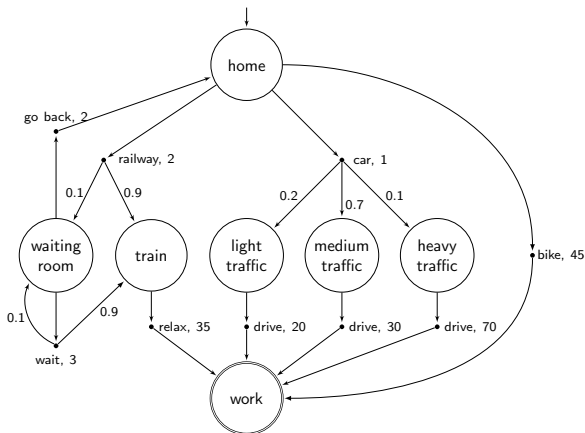 home
go back, 2
railway, 2
car, 1
0.1
0.9
0.2
0.7
0.1
waiting
room
train
light
traffic
medium
traffic
heavy
traffic
bike, 45
0.1
0.9
wait, 3
relax, 35
drive, 20
drive, 30
drive, 70
work